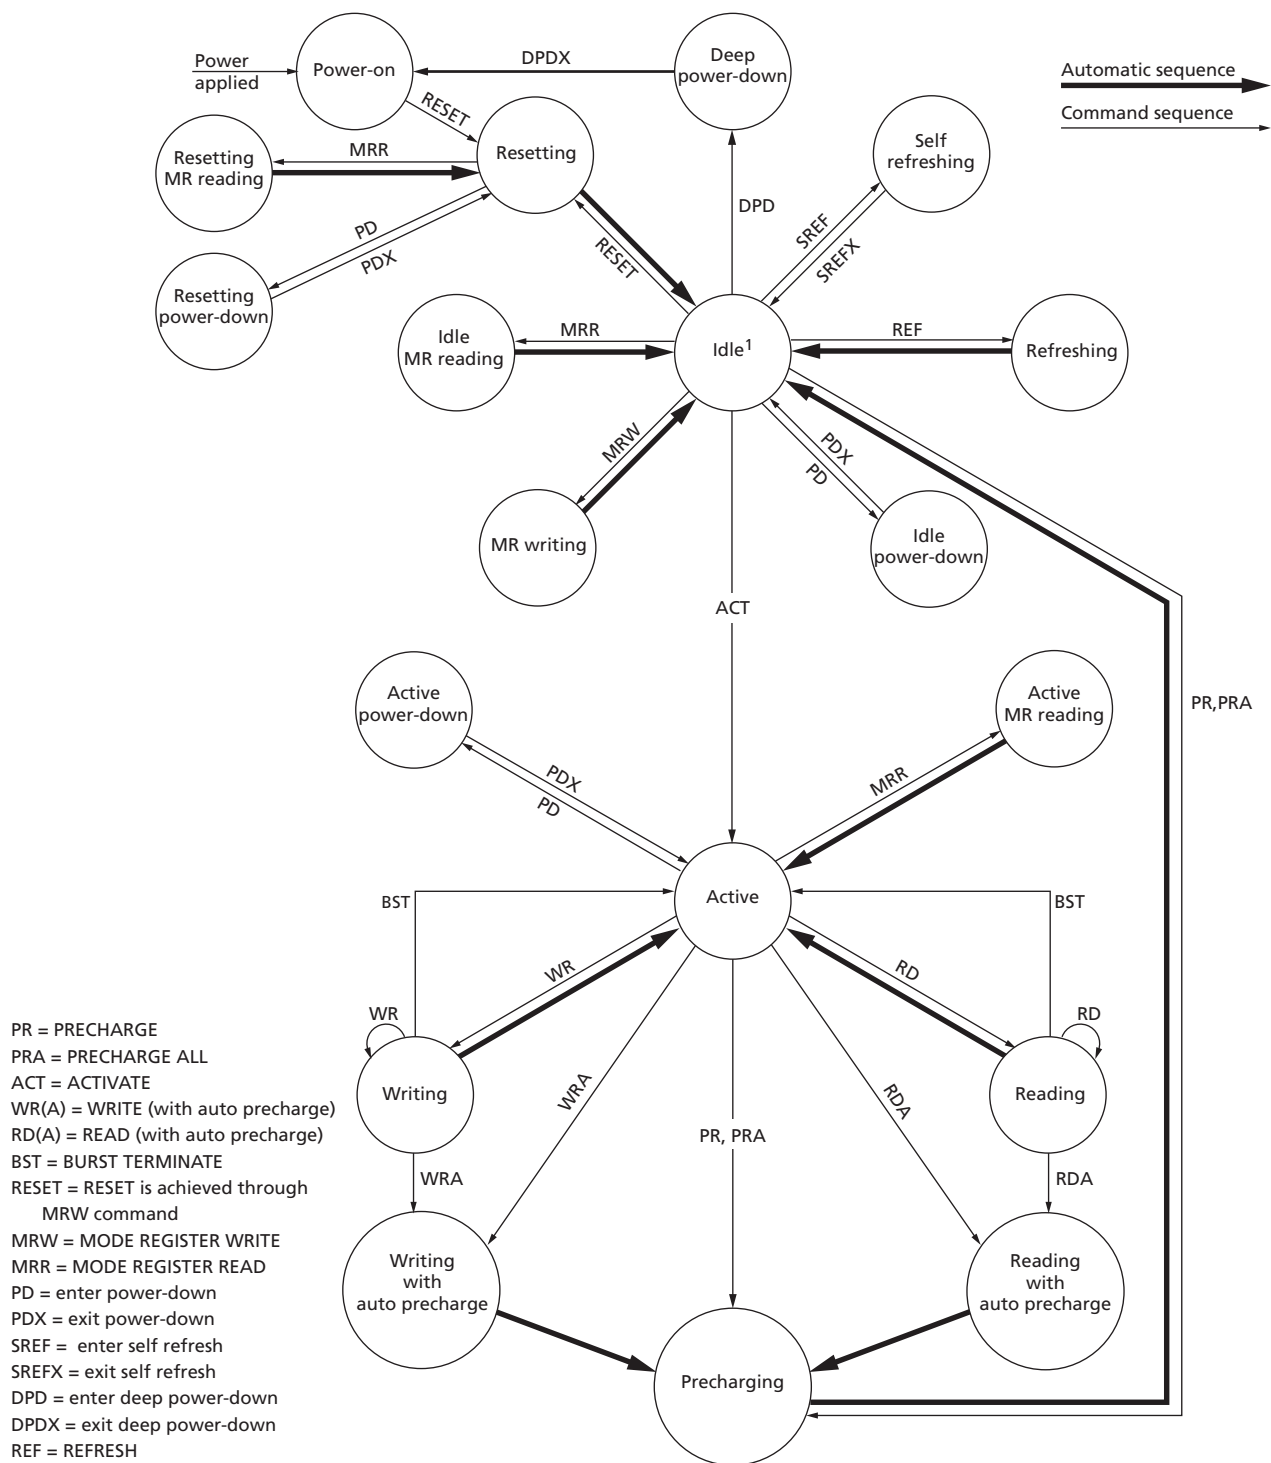 Power
applied
Power-on
DPDX
Deep
power-down
Automatic sequence
Command sequence
RESET
Resetting
MR reading
MRR
Resetting
Self
refreshing
PD
PDX
DPD
SREF
SREFX
RESET
Resetting
power-down
Idle
MR reading
MRR
Idle1
REF
Refreshing
MRW
PDX
PD
MR writing
Idle
power-down
ACT
Active
power-down
Active
MR reading
PR,PRA
PDX
PD
MRR
BST
Active
BST
WR
RD
WR
RD
Writing
Reading
WRA
RDA
PR, PRA
WRA
RDA
Writing
with
auto precharge
Reading
with
auto precharge
Precharging
PR = PRECHARGE
PRA = PRECHARGE ALL
ACT = ACTIVATE
WR(A) = WRITE (with auto precharge)
RD(A) = READ (with auto precharge)
BST = BURST TERMINATE
RESET = RESET is achieved through
MRW command
MRW = MODE REGISTER WRITE
MRR = MODE REGISTER READ
PD = enter power-down
PDX = exit power-down
SREF = enter self refresh
SREFX = exit self refresh
DPD = enter deep power-down
DPDX = exit deep power-down
REF = REFRESH